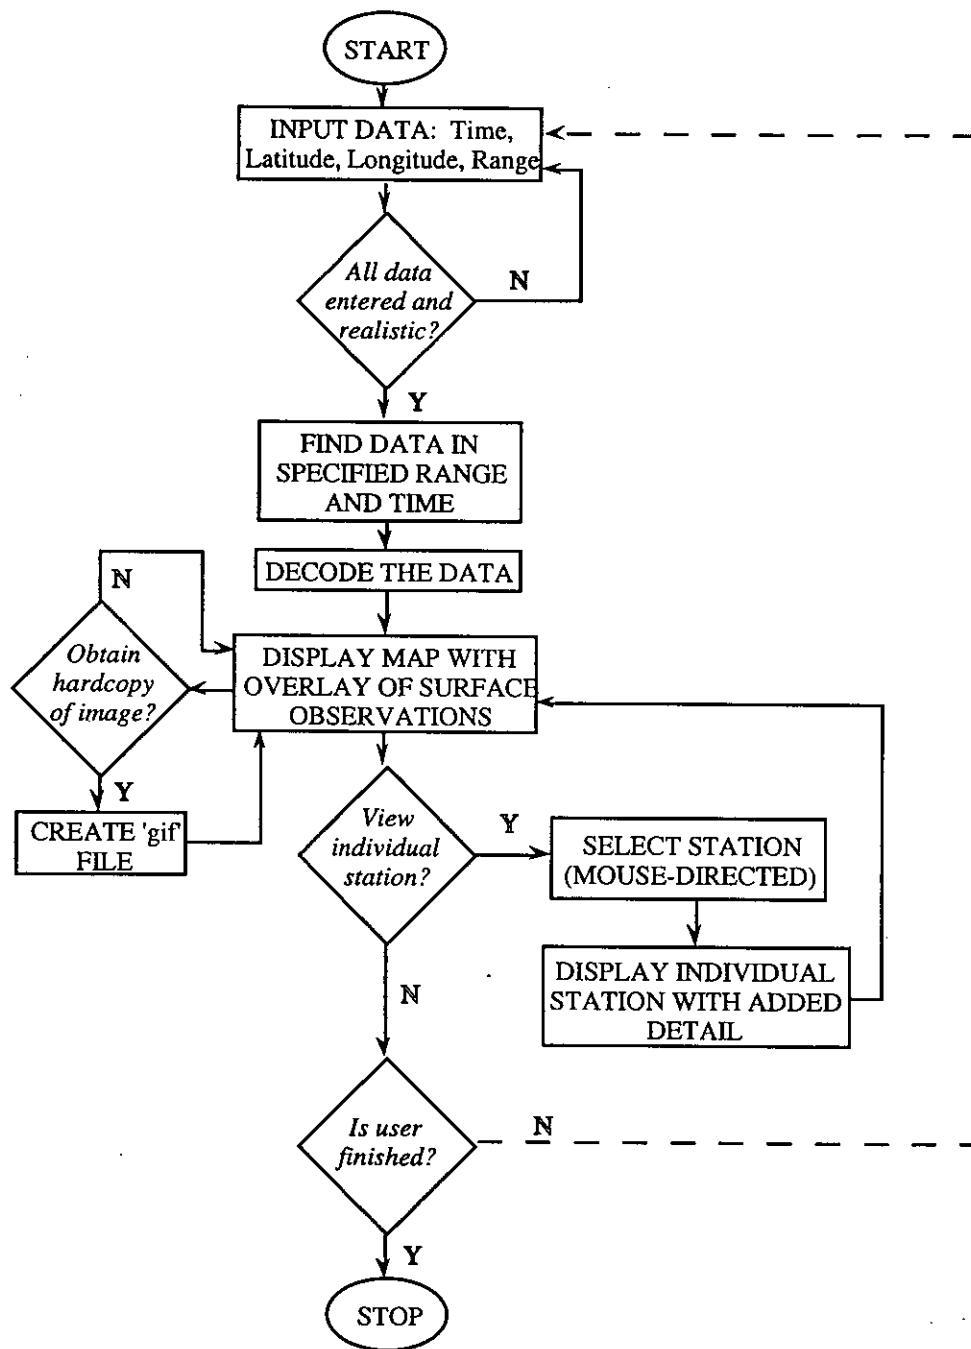 START
INPUT DATA: Time,
Latitude, Longitude, Range
All data
entered and
realistic?
N
Y
FIND DATA IN
SPECIFIED RANGE
AND TIME
DECODE THE DATA
N
Obtain
hardcopy
of image?
DISPLAY MAP WITH
OVERLAY OF SURFACE
OBSERVATIONS
Y
CREATE 'gif'
FILE
View
individual
station?
Y
SELECT STATION
(MOUSE-DIRECTED)
N
DISPLAY INDIVIDUAL
STATION WITH ADDED
DETAIL
Is user
finished?
N
Y
STOP